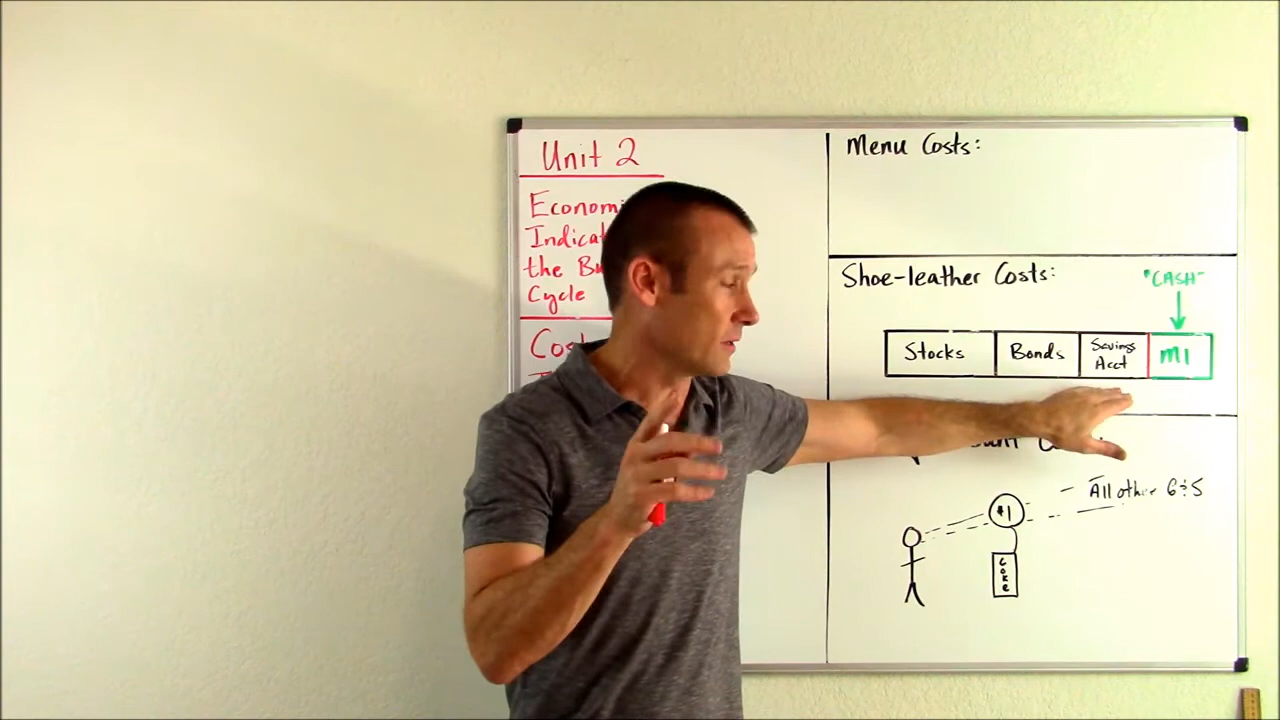 Unit 2
Economi
Indicat
the Bu
Cycle
Cost
Menu Costs:
Shoe-leather Costs:
"CASH"
Stocks
Bonds
Savings
Acct
M1
All other G & S
$1
COKE